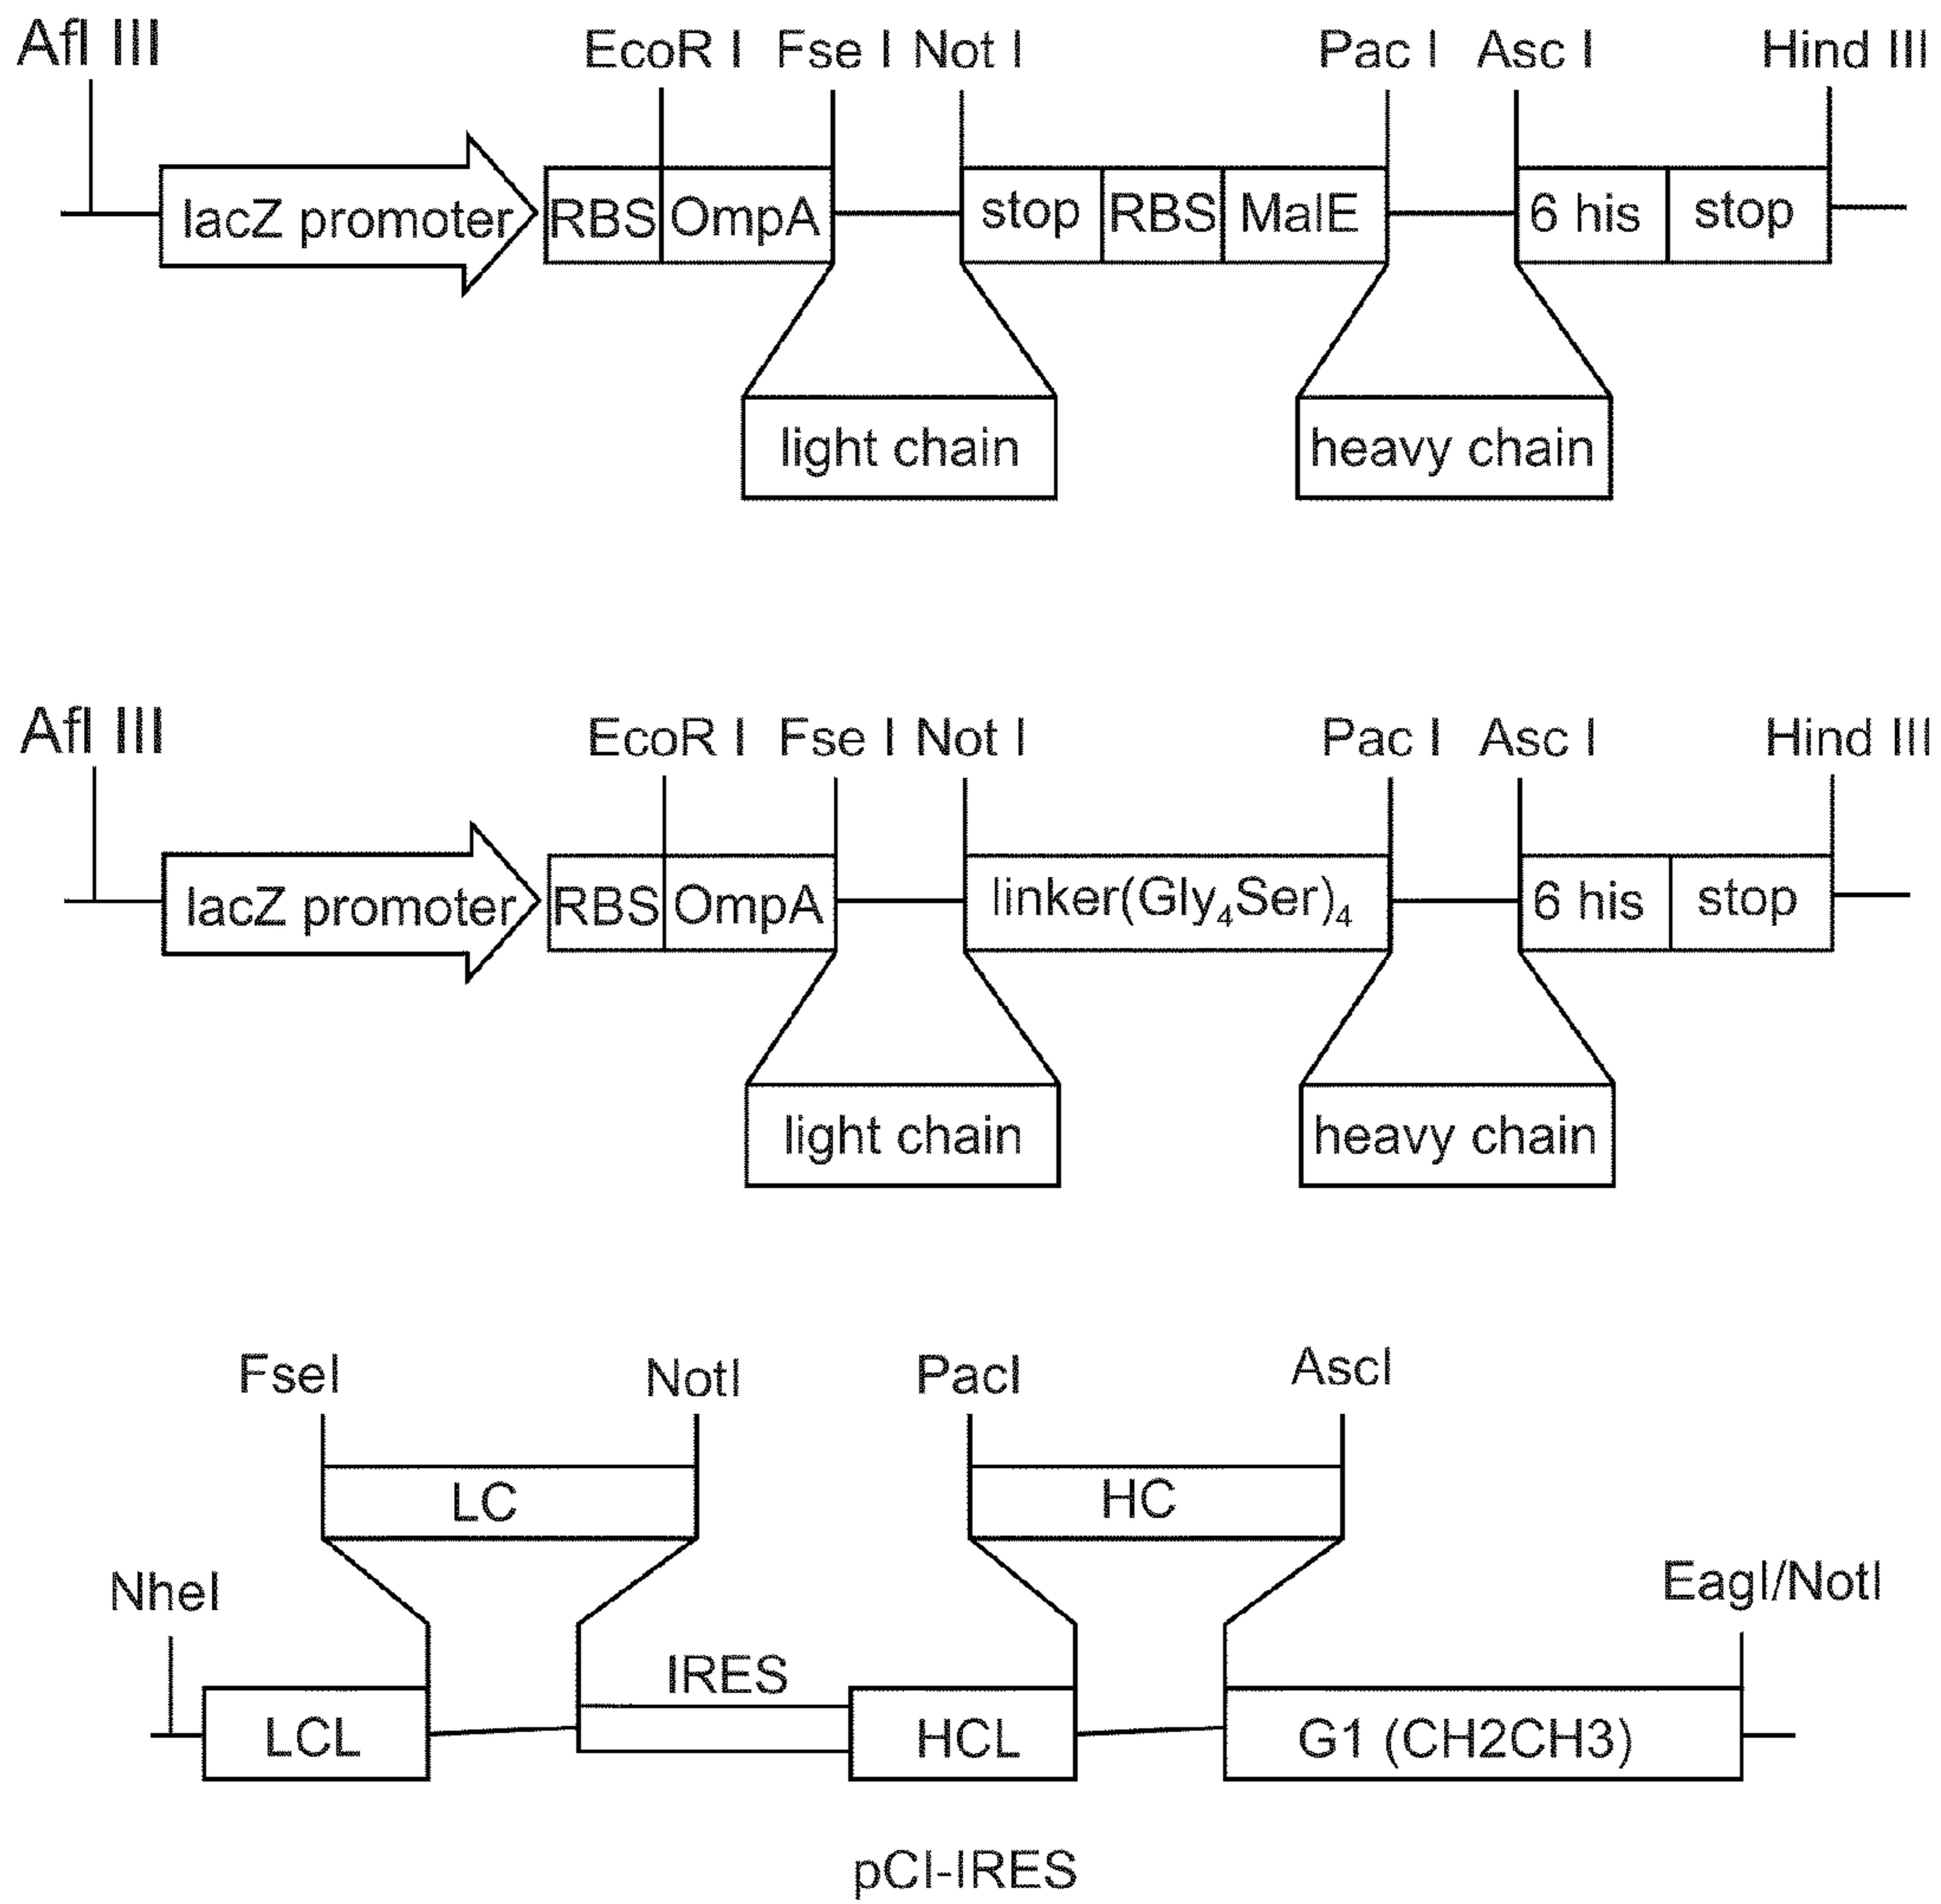 Afl III EcoR I Fse I Not I Pac I Asc I Hind III
lacZ promoter RBS OmpA stop RBS MalE 6 his stop
light chain heavy chain
Afl III EcoR I Fse I Not I Pac I Asc I Hind III
lacZ promoter RBS OmpA linker(Gly₄Ser)₄ 6 his stop
light chain heavy chain
FseI NotI PacI AscI
LC HC
NheI EagI/NotI
IRES
LCL HCL G1 (CH2CH3)
pCI-IRES